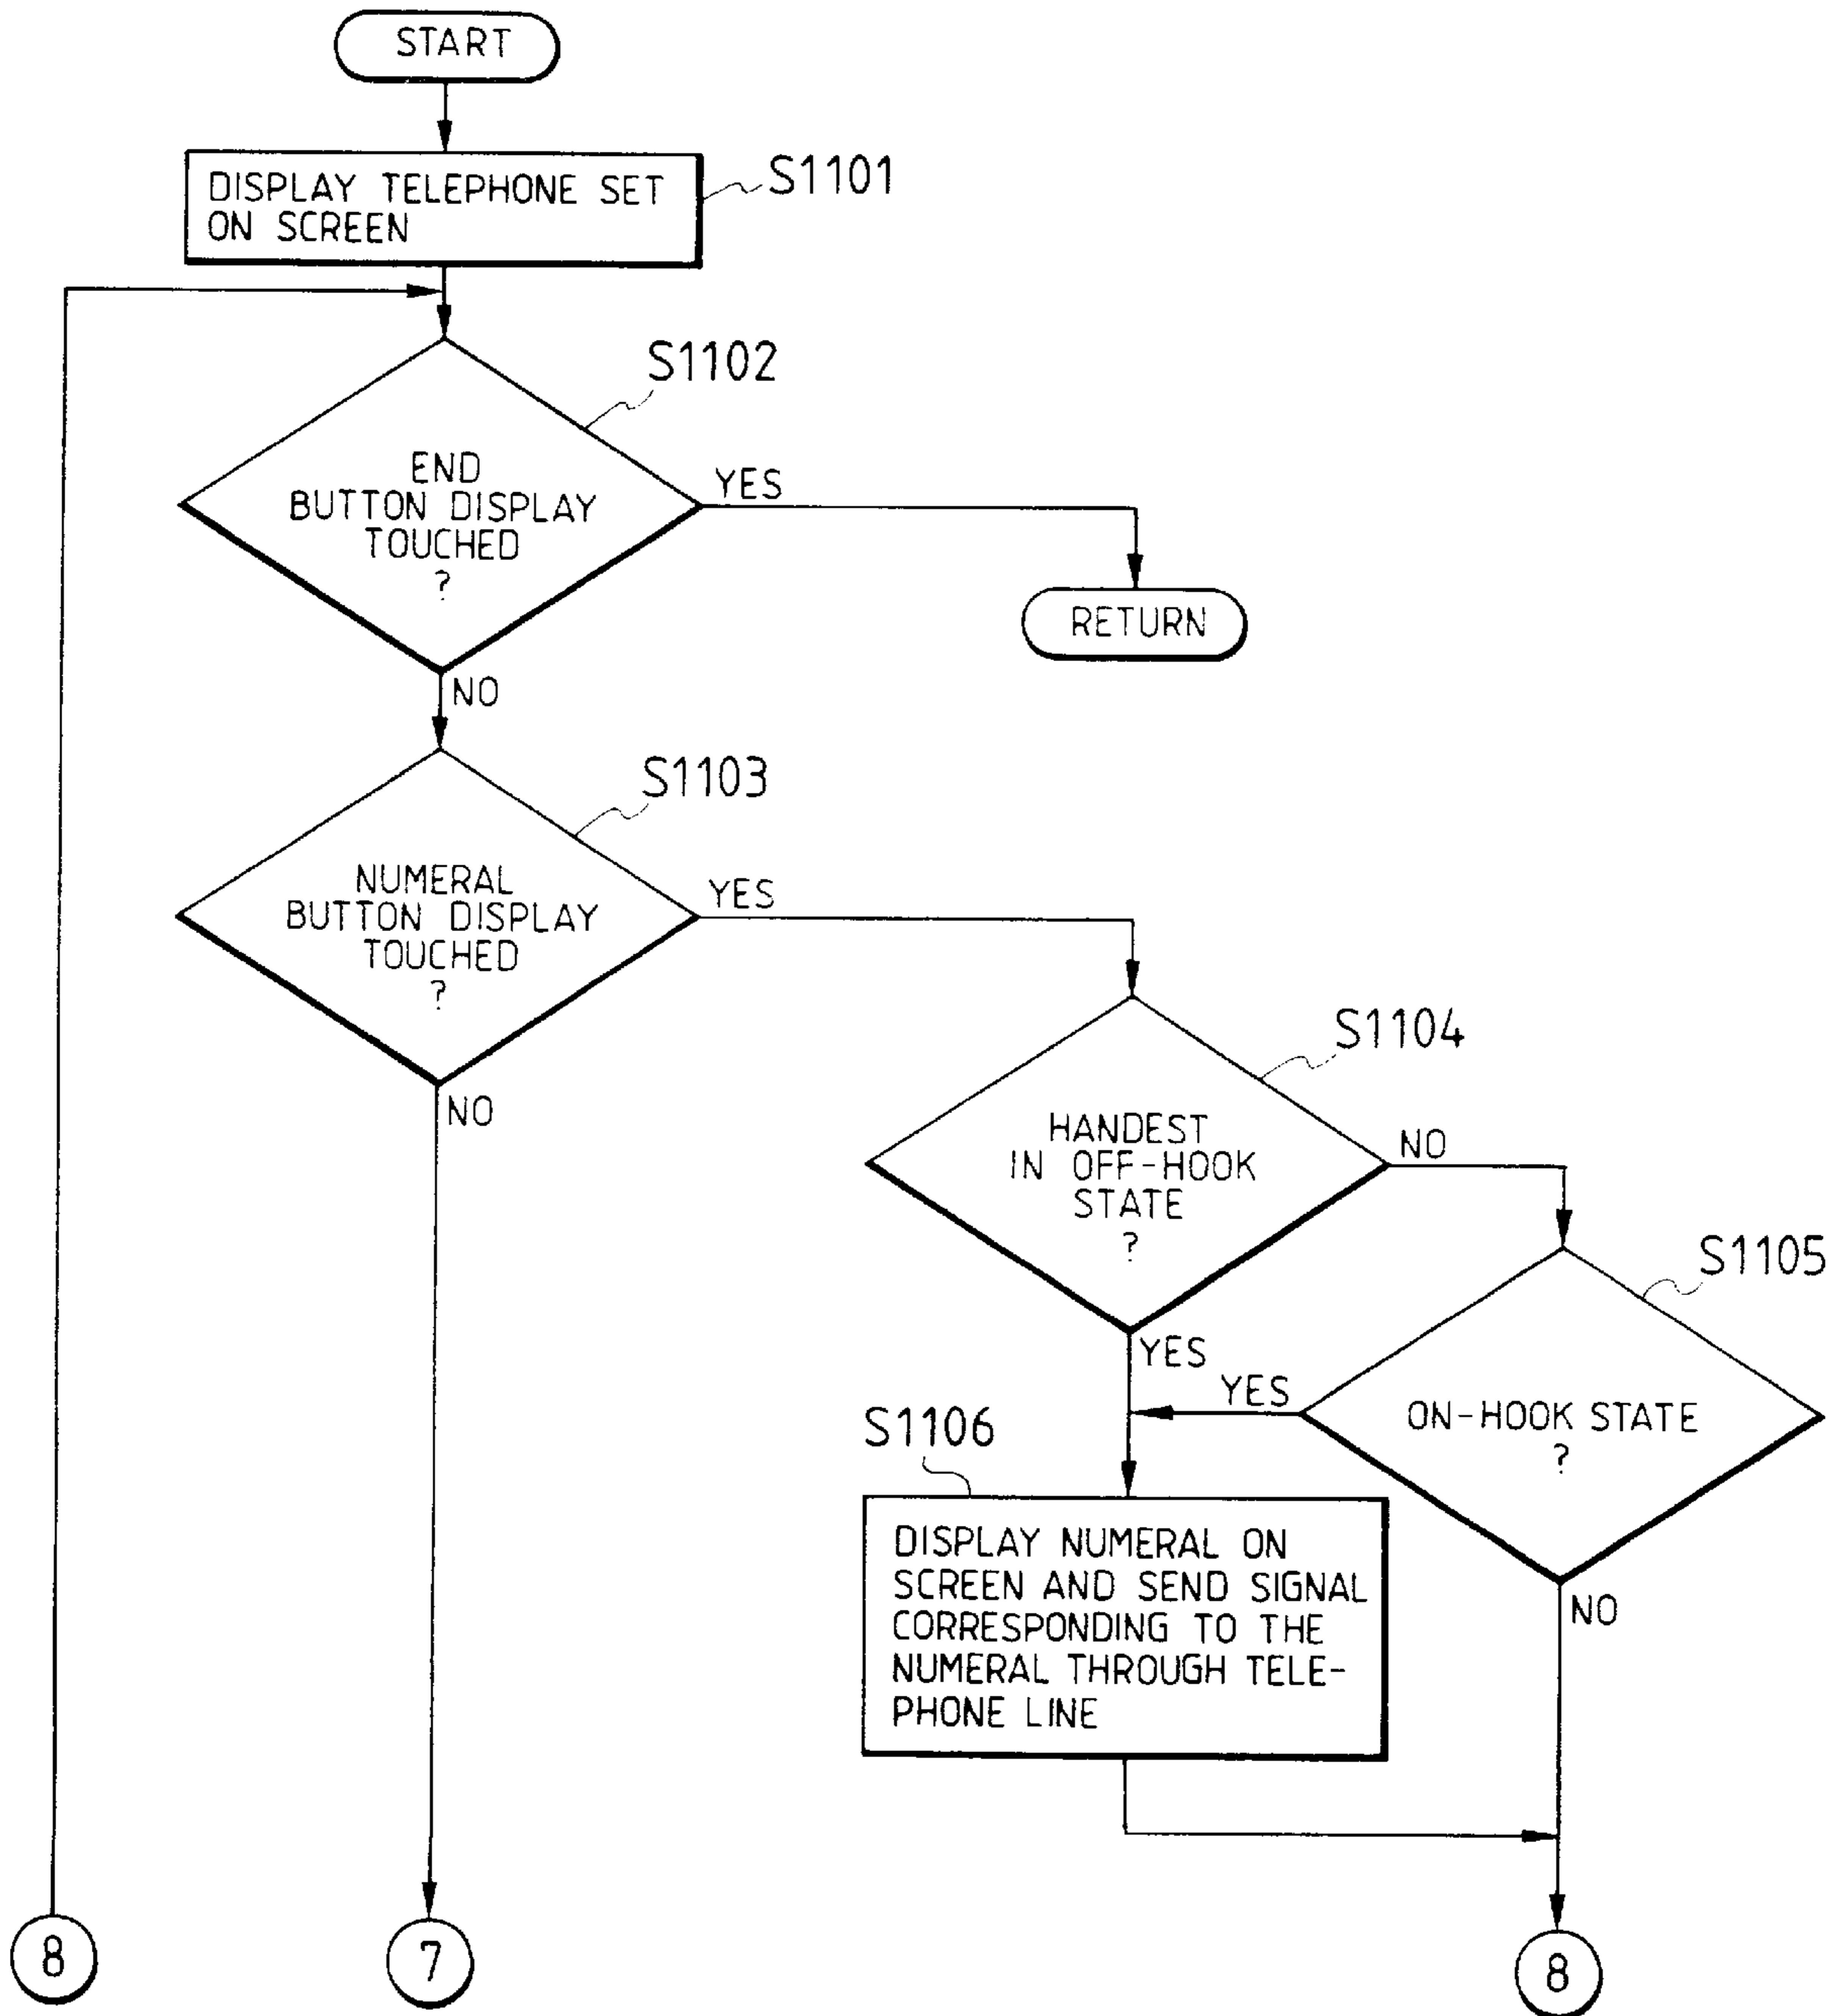 START
DISPLAY TELEPHONE SET
ON SCREEN
S1101
S1102
END
BUTTON DISPLAY
TOUCHED
?
YES
RETURN
NO
S1103
NUMERAL
BUTTON DISPLAY
TOUCHED
?
YES
NO
S1104
HANDEST
IN OFF-HOOK
STATE
?
NO
YES
S1105
ON-HOOK STATE
?
YES
NO
S1106
DISPLAY NUMERAL ON
SCREEN AND SEND SIGNAL
CORRESPONDING TO THE
NUMERAL THROUGH TELE-
PHONE LINE
8
7
8